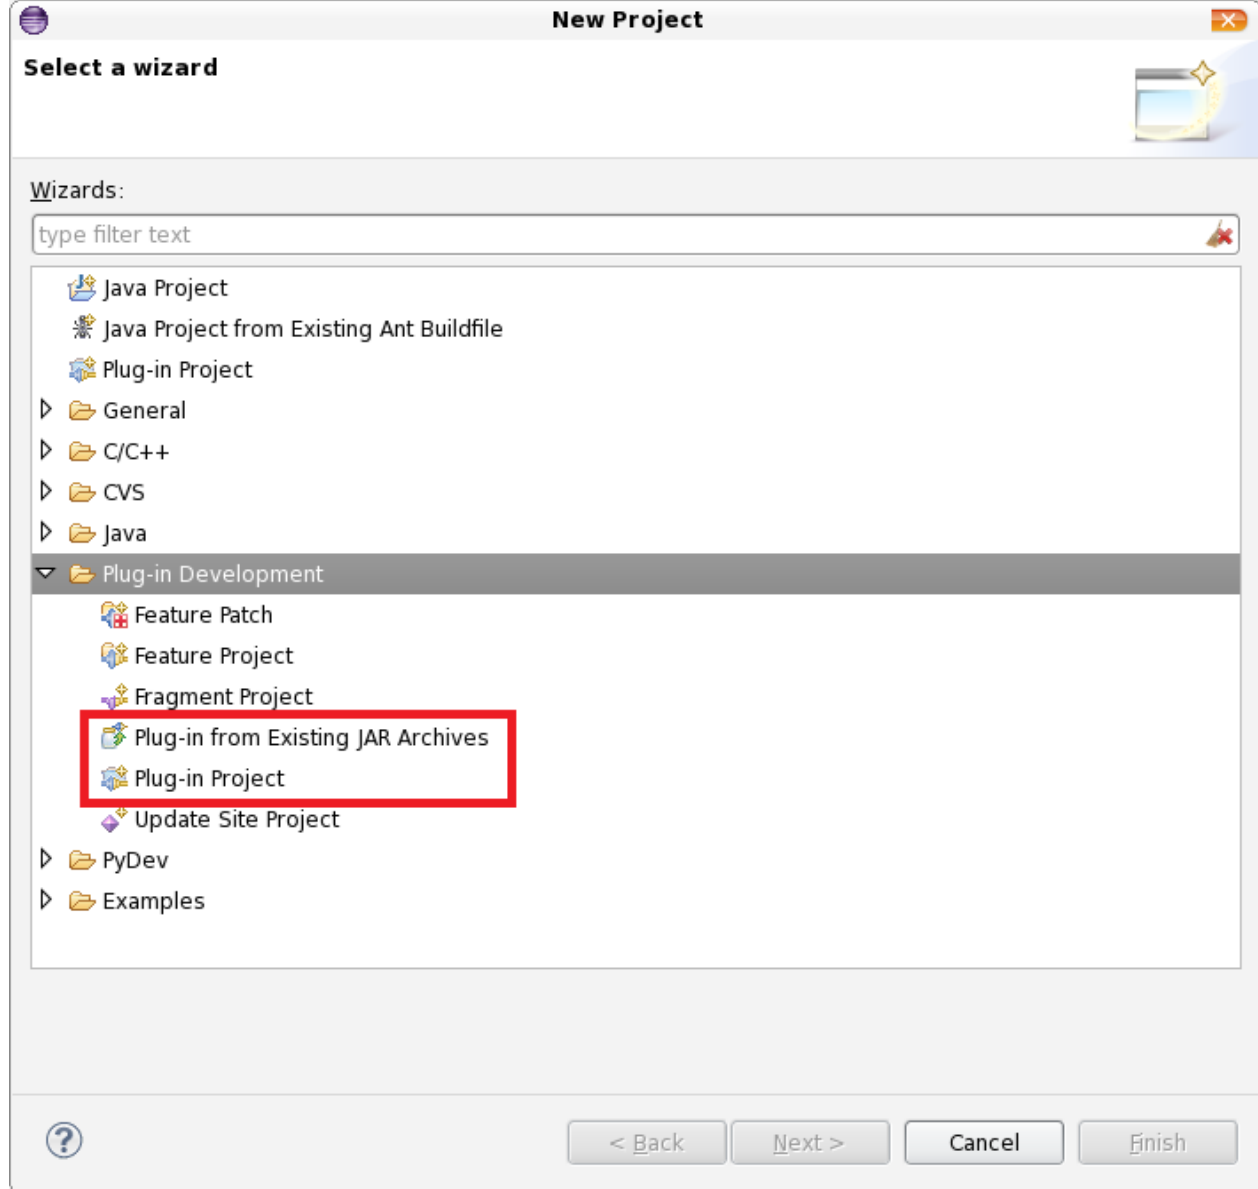 New Project
Select a wizard
Wizards:
type filter text
Java Project
Java Project from Existing Ant Buildfile
Plug-in Project
General
C/C++
CVS
Java
Plug-in Development
Feature Patch
Feature Project
Fragment Project
Plug-in from Existing JAR Archives
Plug-in Project
Update Site Project
PyDev
Examples
? < Back Next > Cancel Finish